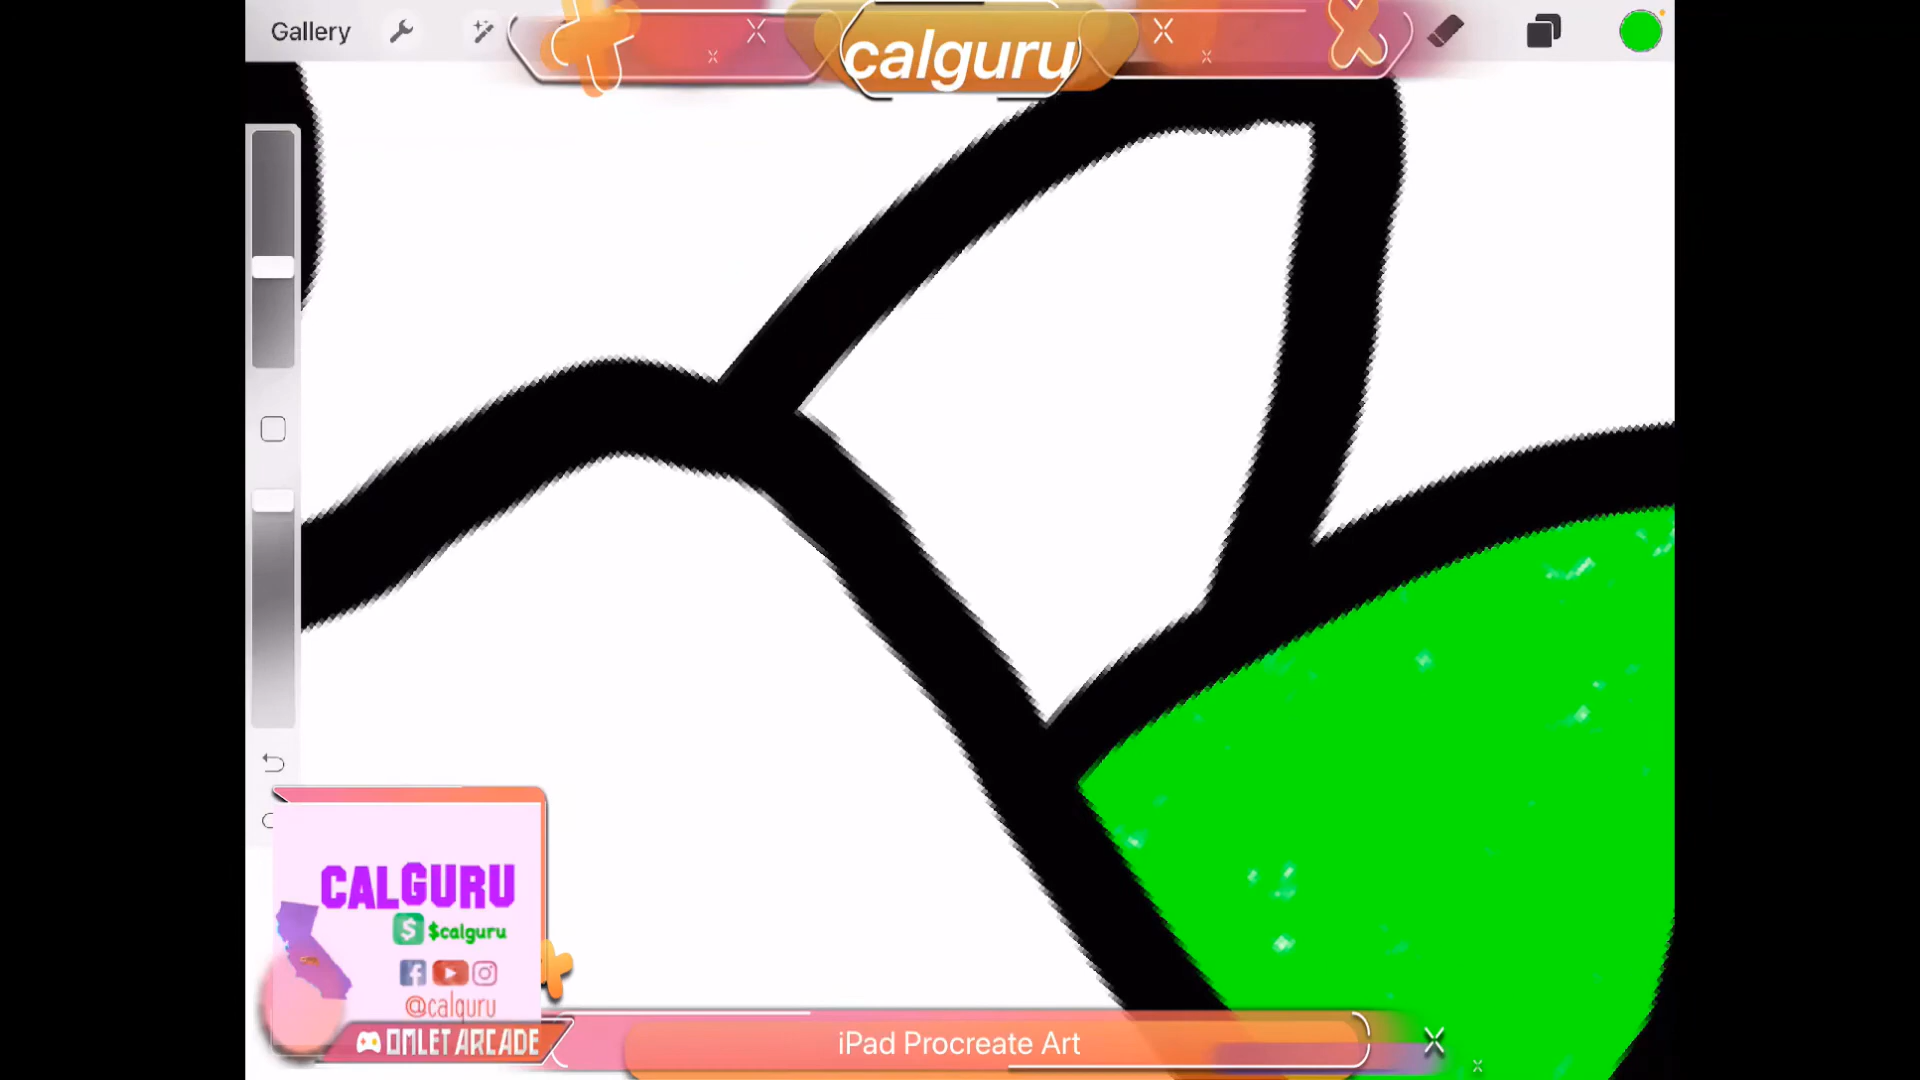 Gallery
calguru
CALGURU
$ $calguru
@calguru
OMLET ARCADE
iPad Procreate Art